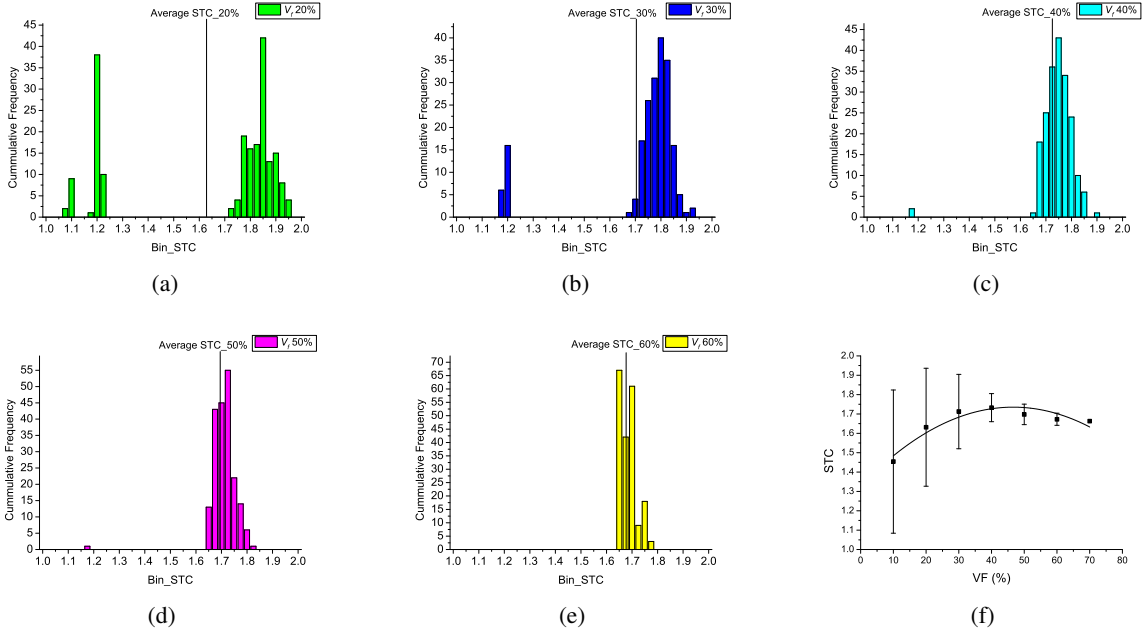 Average STC_20% Vf 20%
45
40
35
30
25
20
15
10
5
0
Cummulative Frequency
1.0 1.1 1.2 1.3 1.4 1.5 1.6 1.7 1.8 1.9 2.0
Bin_STC
(a)
Average STC_30% Vf 30%
40
35
30
25
20
15
10
5
0
Cummulative Frequency
1.0 1.1 1.2 1.3 1.4 1.5 1.6 1.7 1.8 1.9 2.0
Bin_STC
(b)
Average STC_40% Vf 40%
45
40
35
30
25
20
15
10
5
0
Cummulative Frequency
1.0 1.1 1.2 1.3 1.4 1.5 1.6 1.7 1.8 1.9 2.0
Bin_STC
(c)
Average STC_50% Vf 50%
55
50
45
40
35
30
25
20
15
10
5
0
Cummulative Frequency
1.0 1.1 1.2 1.3 1.4 1.5 1.6 1.7 1.8 1.9 2.0
Bin_STC
(d)
Average STC_60% Vf 60%
70
65
60
55
50
45
40
35
30
25
20
15
10
5
0
Cummulative Frequency
1.0 1.1 1.2 1.3 1.4 1.5 1.6 1.7 1.8 1.9 2.0
Bin_STC
(e)
2.0
1.9
1.8
1.7
1.6
1.5
1.4
1.3
1.2
1.1
1.0
STC
0 10 20 30 40 50 60 70 80
VF (%)
(f)